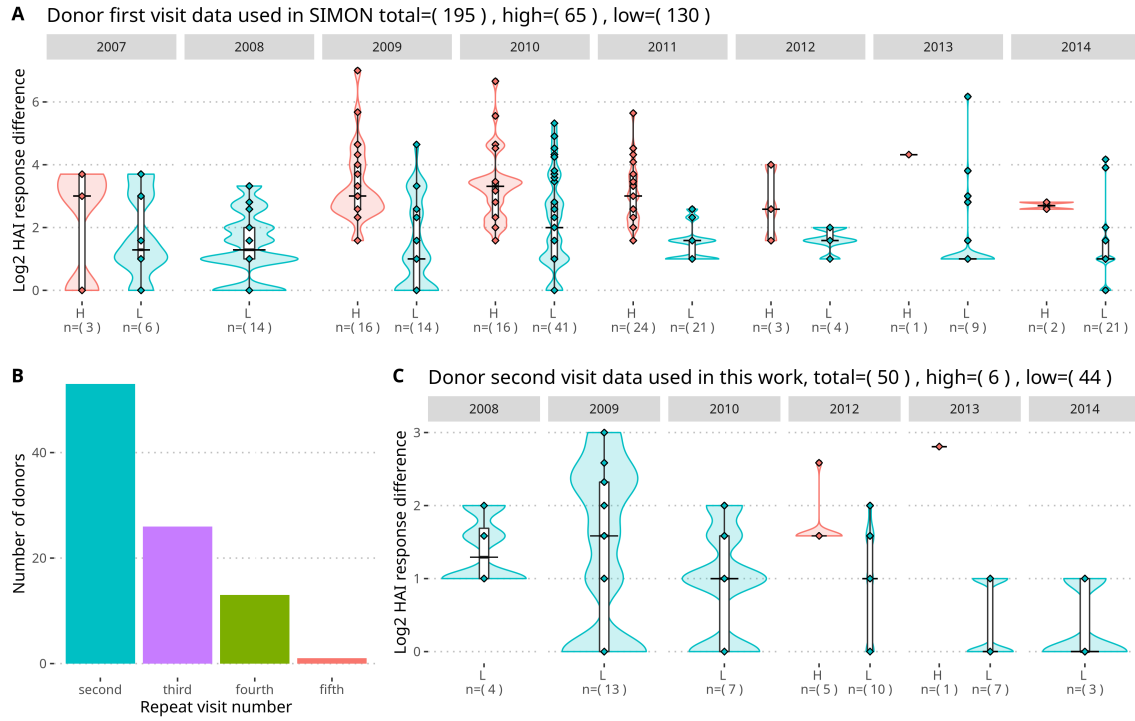 A Donor first visit data used in SIMON total=( 195 ) , high=( 65 ) , low=( 130 )
2007 2008 2009 2010 2011 2012 2013 2014
Log2 HAI response difference
6
4
2
0
H L L H L H L H L H L H L H L
n=( 3 ) n=( 6 ) n=( 14 ) n=( 16 ) n=( 14 ) n=( 16 ) n=( 41 ) n=( 24 ) n=( 21 ) n=( 3 ) n=( 4 ) n=( 1 ) n=( 9 ) n=( 2 ) n=( 21 )
B
Number of donors
40
20
0
second third fourth fifth
Repeat visit number
C Donor second visit data used in this work, total=( 50 ) , high=( 6 ) , low=( 44 )
2008 2009 2010 2012 2013 2014
Log2 HAI response difference
3
2
1
0
L L L H L H L L
n=( 4 ) n=( 13 ) n=( 7 ) n=( 5 ) n=( 10 ) n=( 1 ) n=( 7 ) n=( 3 )